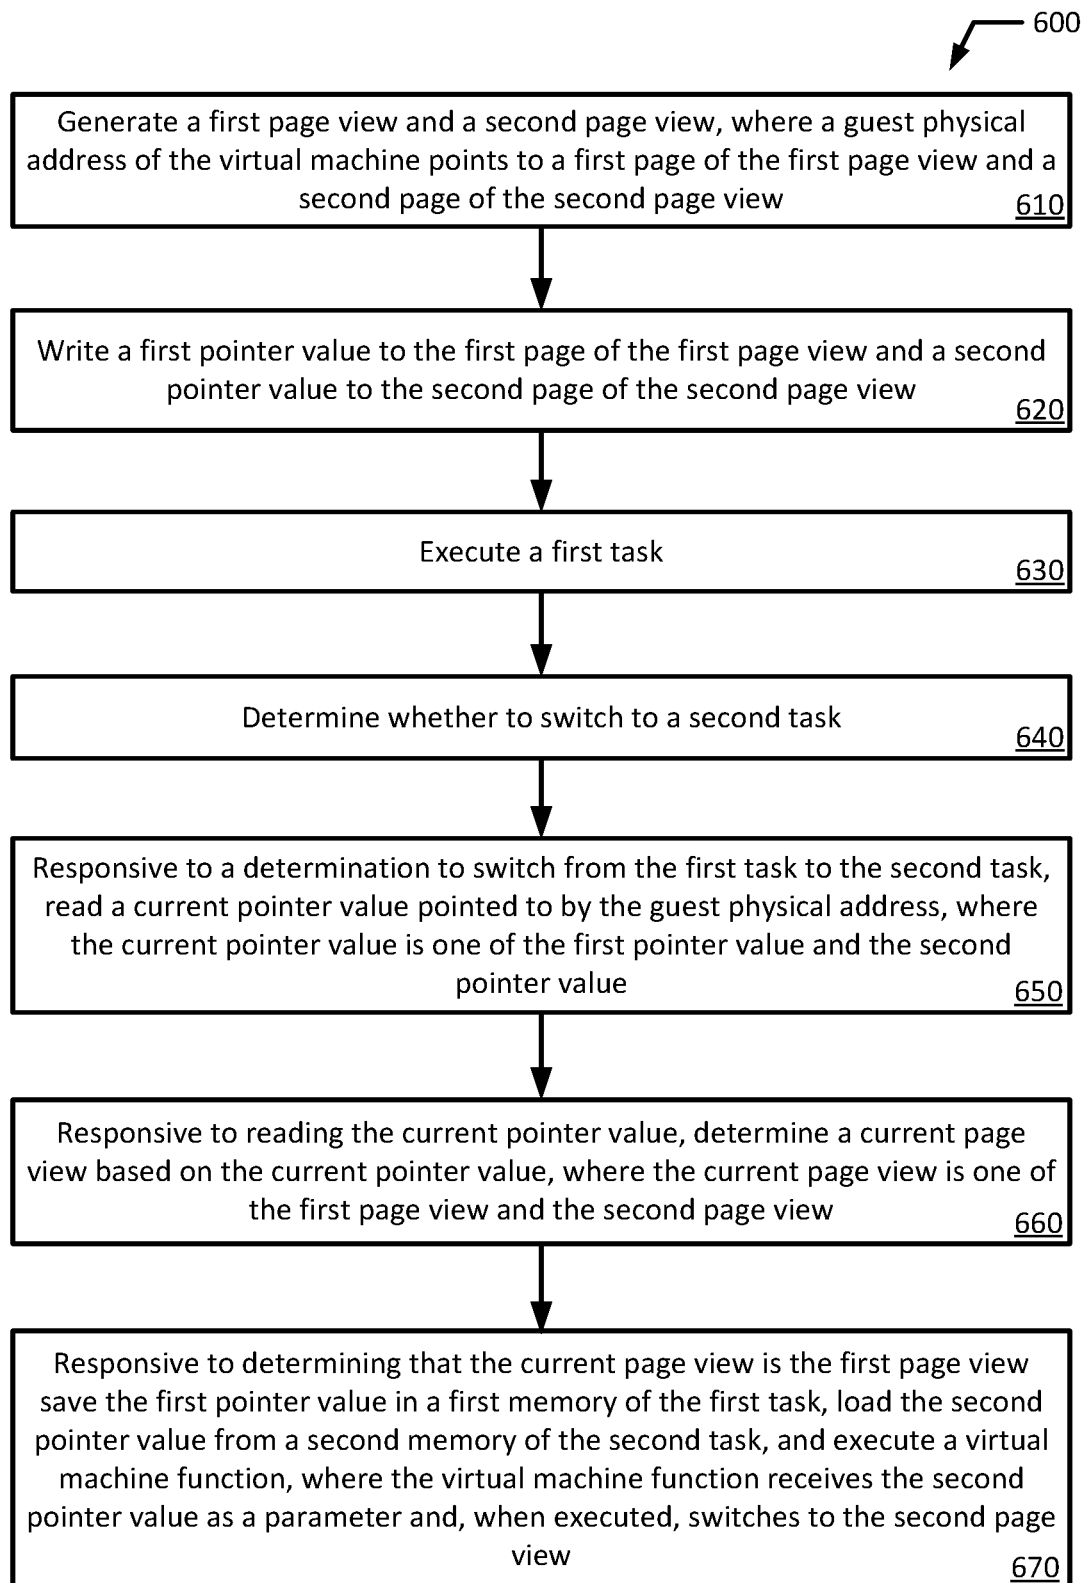 600
Generate a first page view and a second page view, where a guest physical
address of the virtual machine points to a first page of the first page view and a
second page of the second page view
610
Write a first pointer value to the first page of the first page view and a second
pointer value to the second page of the second page view
620
Execute a first task
630
Determine whether to switch to a second task
640
Responsive to a determination to switch from the first task to the second task,
read a current pointer value pointed to by the guest physical address, where
the current pointer value is one of the first pointer value and the second
pointer value
650
Responsive to reading the current pointer value, determine a current page
view based on the current pointer value, where the current page view is one of
the first page view and the second page view
660
Responsive to determining that the current page view is the first page view
save the first pointer value in a first memory of the first task, load the second
pointer value from a second memory of the second task, and execute a virtual
machine function, where the virtual machine function receives the second
pointer value as a parameter and, when executed, switches to the second page
view
670